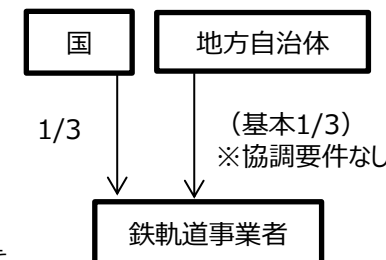 国
地方自治体
1/3
（基本1/3）
※協調要件なし
鉄軌道事業者